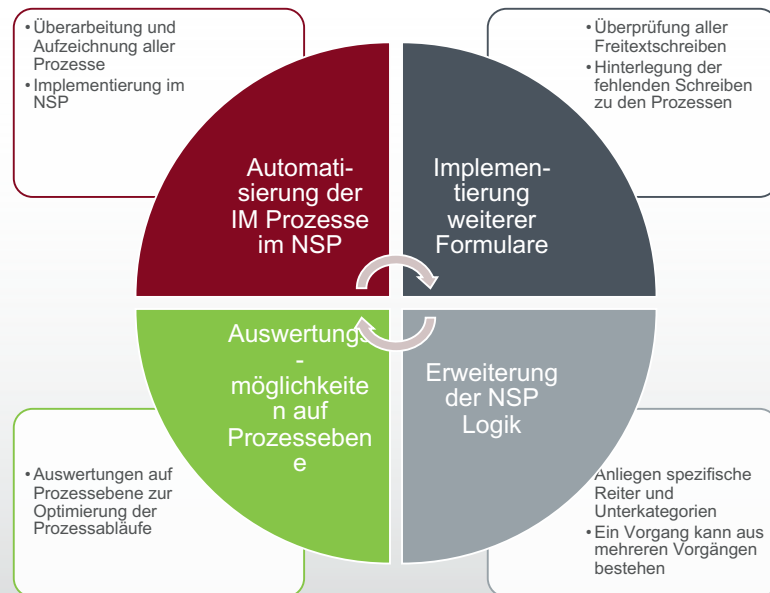 • Überarbeitung und
Aufzeichnung aller
Prozesse
• Implementierung im
NSP
• Überprüfung aller
Freitextschreiben
• Hinterlegung der
fehlenden Schreiben
zu den Prozessen
Automati-
sierung der
IM Prozesse
im NSP
Implemen-
tierung
weiterer
Formulare
Auswertungs
-
möglichkeite
n auf
Prozesseben
e
Erweiterung
der NSP
Logik
• Auswertungen auf
Prozessebene zur
Optimierung der
Prozessabläufe
Anliegen spezifische
Reiter und
Unterkategorien
• Ein Vorgang kann aus
mehreren Vorgängen
bestehen